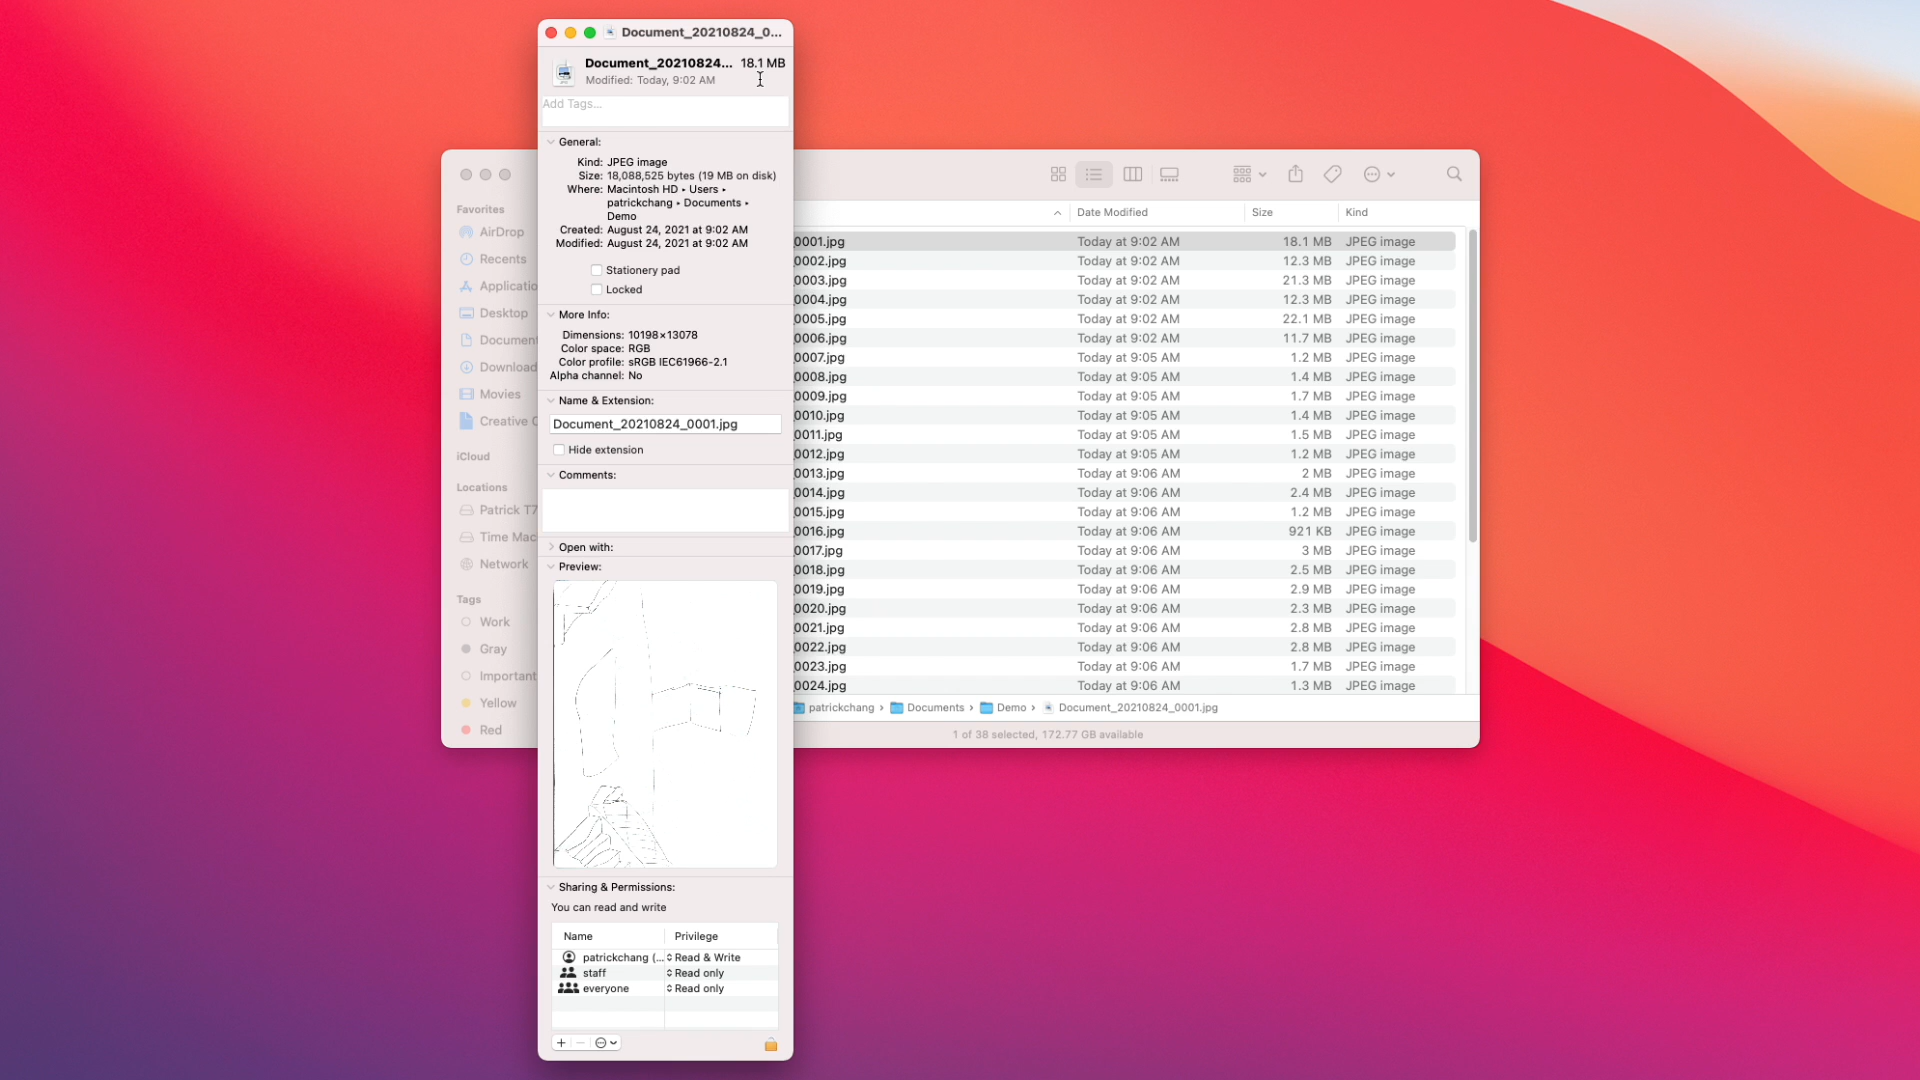 Document_20210824_0...
Document_20210824... 18.1 MB
Modified: Today, 9:02 AM
Add Tags...
General:
Kind: JPEG image
Size: 18,088,525 bytes (19 MB on disk)
Where: Macintosh HD ▸ Users ▸
patrickchang ▸ Documents ▸
Demo
Created: August 24, 2021 at 9:02 AM
Modified: August 24, 2021 at 9:02 AM
Stationery pad
Locked
More Info:
Dimensions: 10198×13078
Color space: RGB
Color profile: sRGB IEC61966-2.1
Alpha channel: No
Name & Extension:
Document_20210824_0001.jpg
Hide extension
Comments:
Open with:
Preview:
Sharing & Permissions:
You can read and write
Name Privilege
patrickchang (... Read & Write
staff Read only
everyone Read only
Favorites
AirDrop
Recents
Applicatio
Desktop
Document
Download
Movies
Creative C
iCloud
Locations
Patrick T7
Time Mac
Network
Tags
Work
Gray
Important
Yellow
Red
Date Modified Size Kind
0001.jpg Today at 9:02 AM 18.1 MB JPEG image
0002.jpg Today at 9:02 AM 12.3 MB JPEG image
0003.jpg Today at 9:02 AM 21.3 MB JPEG image
0004.jpg Today at 9:02 AM 12.3 MB JPEG image
0005.jpg Today at 9:02 AM 22.1 MB JPEG image
0006.jpg Today at 9:02 AM 11.7 MB JPEG image
0007.jpg Today at 9:05 AM 1.2 MB JPEG image
0008.jpg Today at 9:05 AM 1.4 MB JPEG image
0009.jpg Today at 9:05 AM 1.7 MB JPEG image
0010.jpg Today at 9:05 AM 1.4 MB JPEG image
0011.jpg Today at 9:05 AM 1.5 MB JPEG image
0012.jpg Today at 9:05 AM 1.2 MB JPEG image
0013.jpg Today at 9:06 AM 2 MB JPEG image
0014.jpg Today at 9:06 AM 2.4 MB JPEG image
0015.jpg Today at 9:06 AM 1.2 MB JPEG image
0016.jpg Today at 9:06 AM 921 KB JPEG image
0017.jpg Today at 9:06 AM 3 MB JPEG image
0018.jpg Today at 9:06 AM 2.5 MB JPEG image
0019.jpg Today at 9:06 AM 2.9 MB JPEG image
0020.jpg Today at 9:06 AM 2.3 MB JPEG image
0021.jpg Today at 9:06 AM 2.8 MB JPEG image
0022.jpg Today at 9:06 AM 2.8 MB JPEG image
0023.jpg Today at 9:06 AM 1.7 MB JPEG image
0024.jpg Today at 9:06 AM 1.3 MB JPEG image
patrickchang › Documents › Demo › Document_20210824_0001.jpg
1 of 38 selected, 172.77 GB available